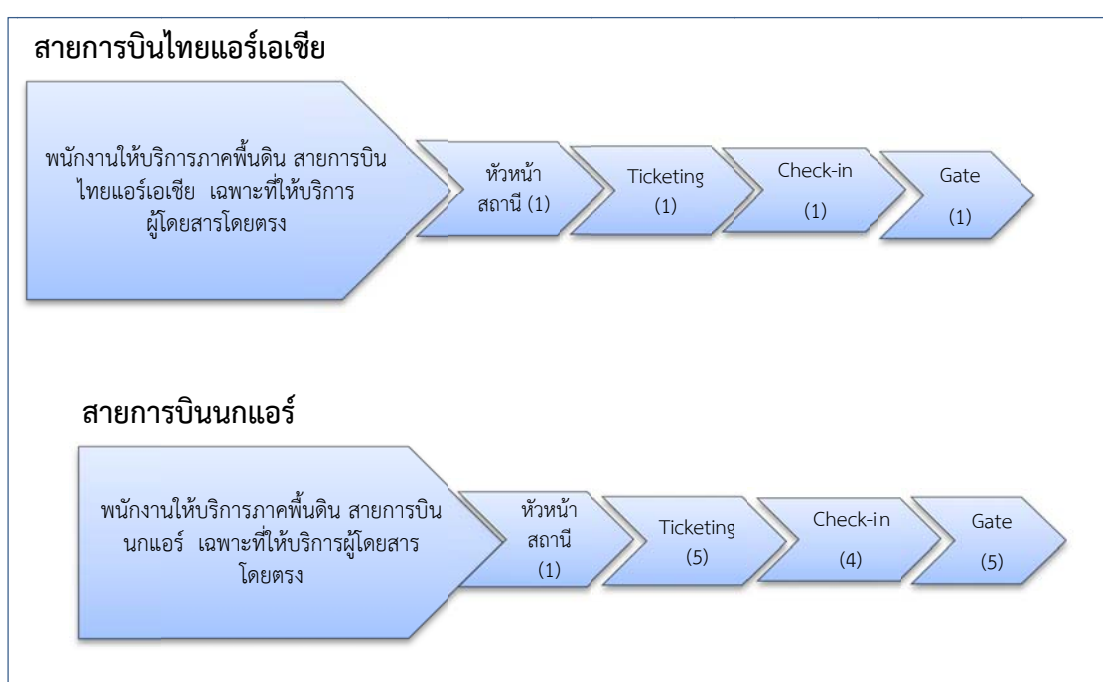 สายการบินไทยแอร์เอเชีย
พนักงานให้บริการภาคพื้นดิน สายการบิน
ไทยแอร์เอเชีย เฉพาะที่ให้บริการ
ผู้โดยสารโดยตรง
หัวหน้า
สถานี (1)
Ticketing
(1)
Check-in
(1)
Gate
(1)
สายการบินนกแอร์
พนักงานให้บริการภาคพื้นดิน สายการบิน
นกแอร์ เฉพาะที่ให้บริการผู้โดยสาร
โดยตรง
หัวหน้า
สถานี
(1)
Ticketing
(5)
Check-in
(4)
Gate
(5)